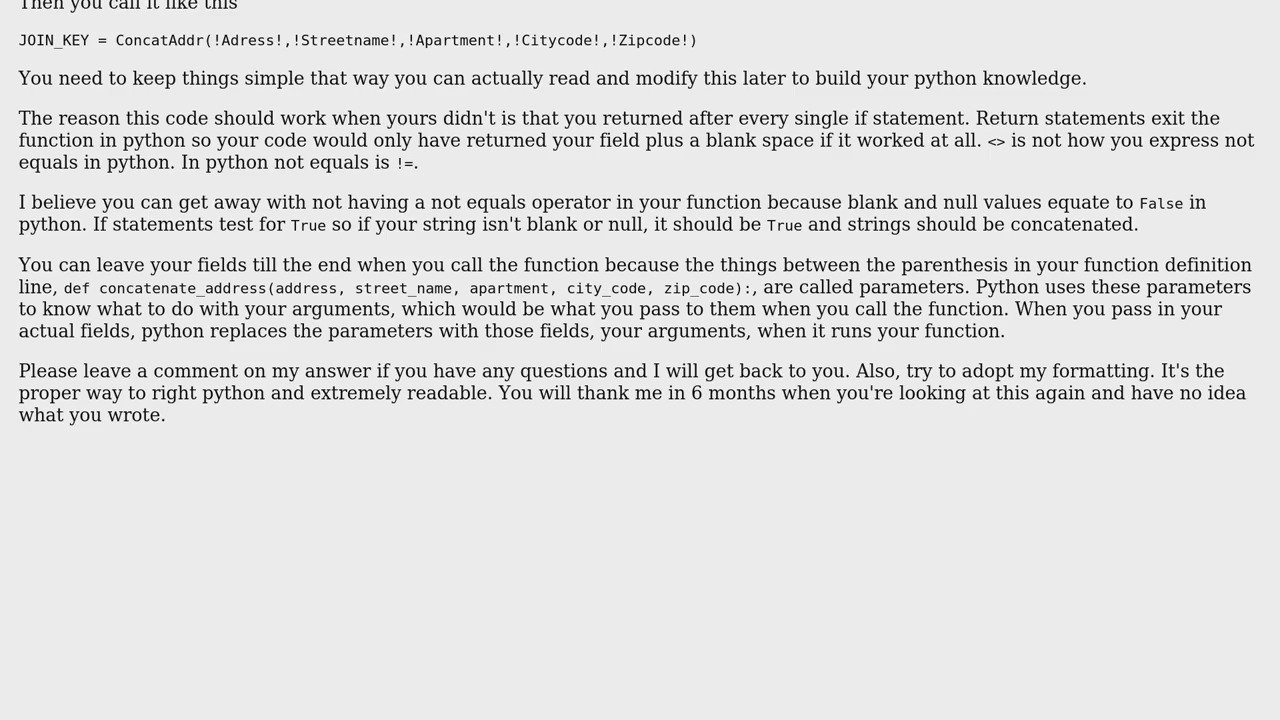 Then you call it like this
JOIN_KEY = ConcatAddr(!Adress!,!Streetname!,!Apartment!,!Citycode!,!Zipcode!)
You need to keep things simple that way you can actually read and modify this later to build your python knowledge.
The reason this code should work when yours didn't is that you returned after every single if statement. Return statements exit the
function in python so your code would only have returned your field plus a blank space if it worked at all. <> is not how you express not
equals in python. In python not equals is !=.
I believe you can get away with not having a not equals operator in your function because blank and null values equate to False in
python. If statements test for True so if your string isn't blank or null, it should be True and strings should be concatenated.
You can leave your fields till the end when you call the function because the things between the parenthesis in your function definition
line, def concatenate_address(address, street_name, apartment, city_code, zip_code):, are called parameters. Python uses these parameters
to know what to do with your arguments, which would be what you pass to them when you call the function. When you pass in your
actual fields, python replaces the parameters with those fields, your arguments, when it runs your function.
Please leave a comment on my answer if you have any questions and I will get back to you. Also, try to adopt my formatting. It's the
proper way to right python and extremely readable. You will thank me in 6 months when you're looking at this again and have no idea
what you wrote.